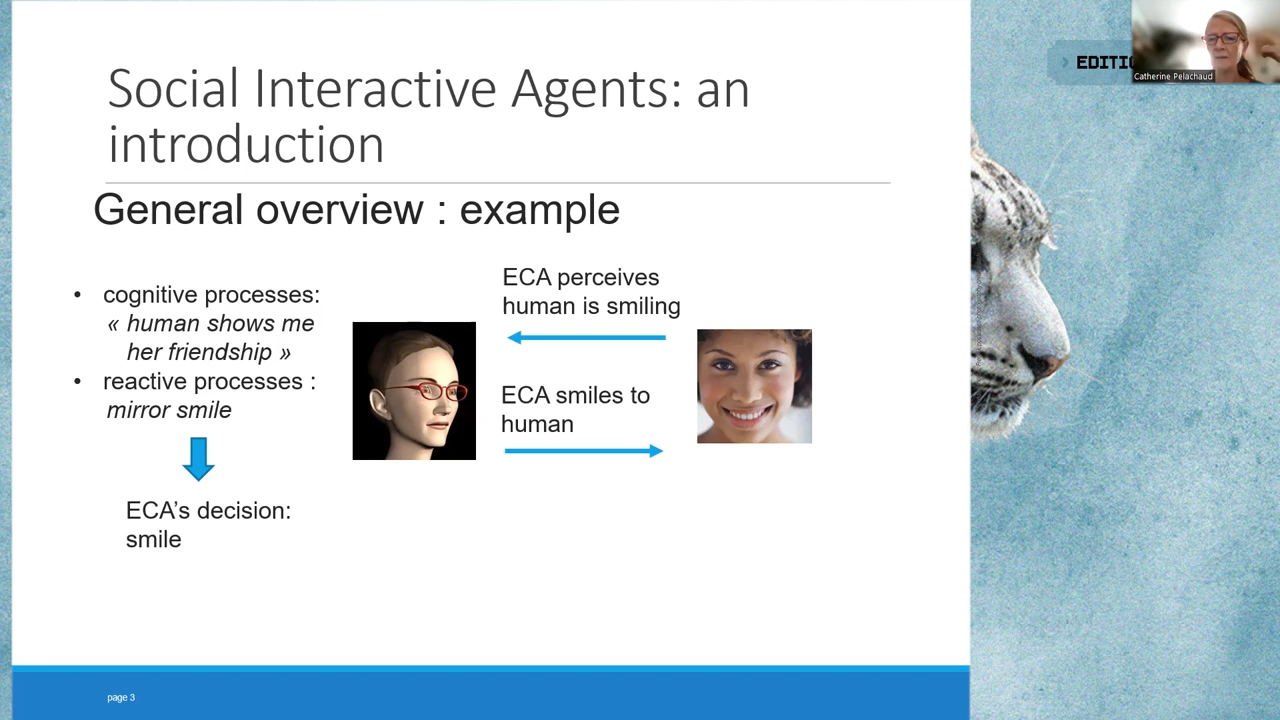 Social Interactive Agents: an
introduction
General overview : example
• cognitive processes:
« human shows me
her friendship »
• reactive processes :
mirror smile
ECA's decision:
smile
ECA perceives
human is smiling
ECA smiles to
human
page 3
EDITIO
Catherine Pelachaud